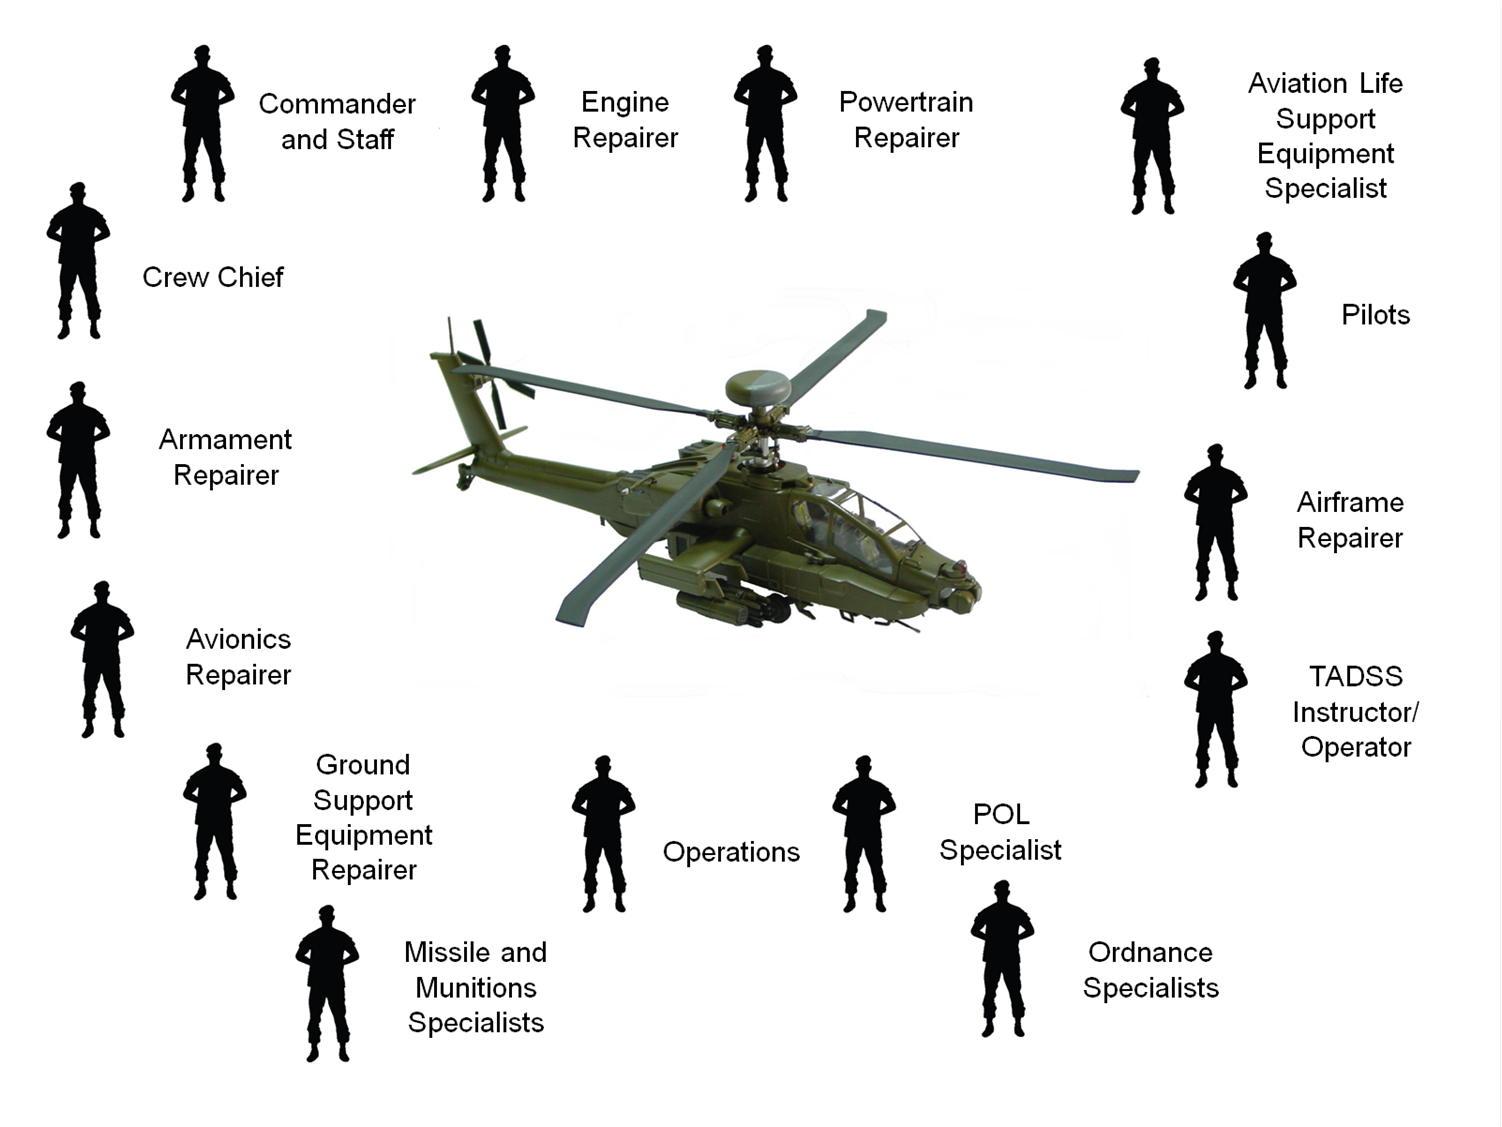 Commander
and Staff
Engine
Repairer
Powertrain
Repairer
Aviation Life
Support
Equipment
Specialist
Crew Chief
Pilots
Armament
Repairer
Airframe
Repairer
Avionics
Repairer
TADSS
Instructor/
Operator
Ground
Support
Equipment
Repairer
Operations
POL
Specialist
Missile and
Munitions
Specialists
Ordnance
Specialists